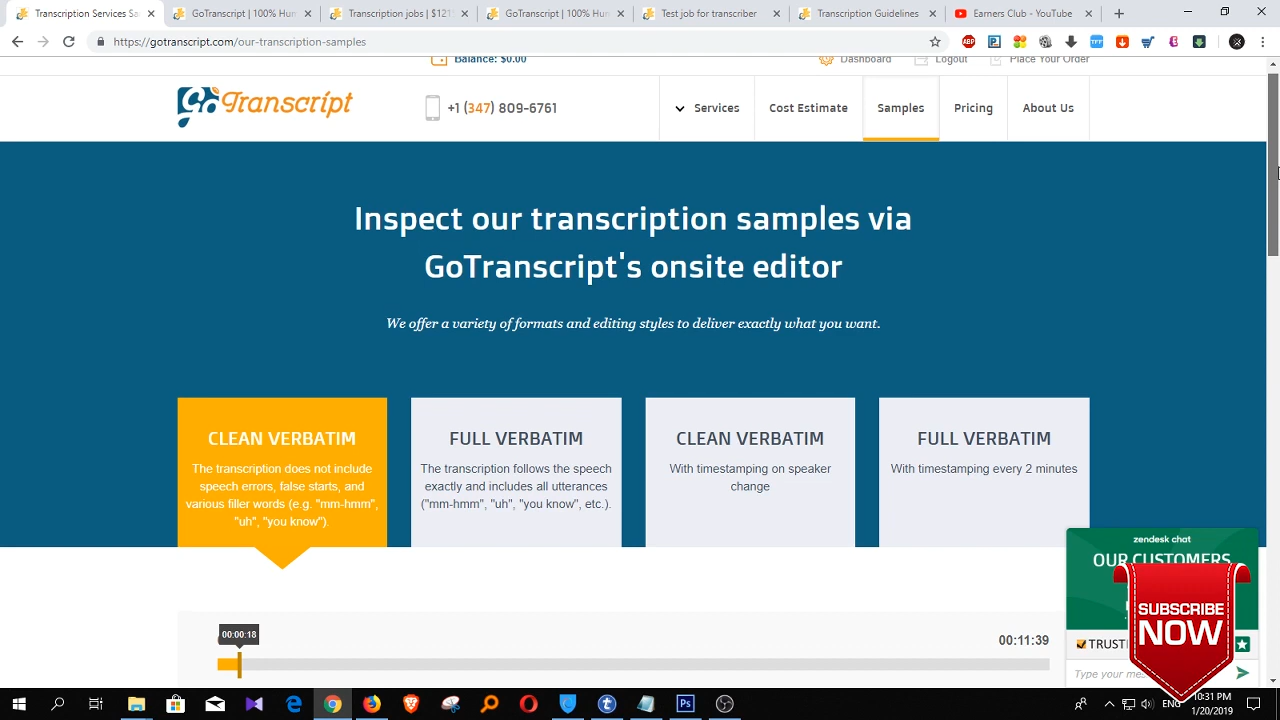 Transcription Services Sa
GoTranscript | 100% Hum
Transcription jobs | $121
GoTranscript | 100% Hum
Test job for transcriber
Transcription Guidelines
Earners Club - YouTube
https://gotranscript.com/our-transcription-samples
ABP
Balance: $0.00
Dashboard
Logout
Place Your Order
GoTranscript
+1 (347) 809-6761
Services
Cost Estimate
Samples
Pricing
About Us
Inspect our transcription samples via
GoTranscript's onsite editor
We offer a variety of formats and editing styles to deliver exactly what you want.
CLEAN VERBATIM
The transcription does not include
speech errors, false starts, and
various filler words (e.g. "mm-hmm",
"uh", "you know").
FULL VERBATIM
The transcription follows the speech
exactly and includes all utterances
("mm-hmm", "uh", "you know", etc.).
CLEAN VERBATIM
With timestamping on speaker
change
FULL VERBATIM
With timestamping every 2 minutes
zendesk chat
OUR CUSTOMERS
SUBSCRIBE
NOW
TRUST
Type your mes
00:00:18
00:11:39
Ps
ENG
10:31 PM
1/20/2019